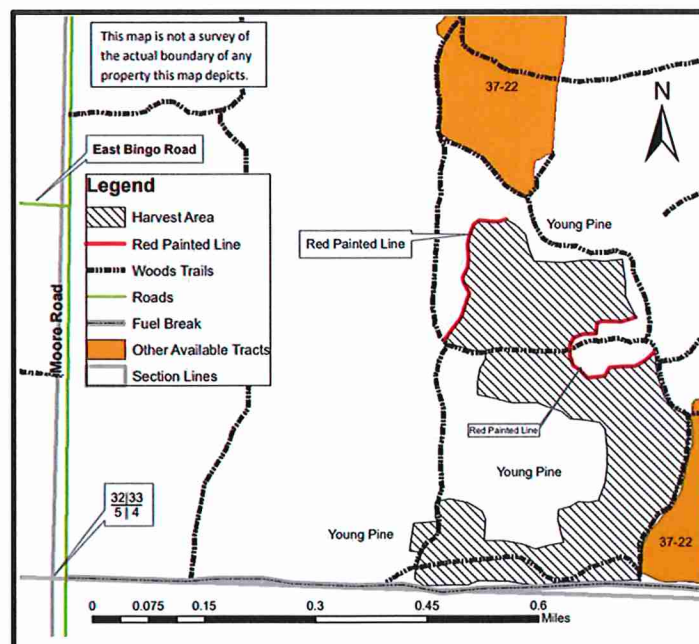 This map is not a survey of
the actual boundary of any
property this map depicts.
37-22
N
East Bingo Road
Legend
Harvest Area
Red Painted Line
Woods Trails
Roads
Fuel Break
Other Available Tracts
Section Lines
Red Painted Line
Young Pine
Moore Road
Red Painted Line
Young Pine
32|33
5|4
Young Pine
37-22
0 0.075 0.15 0.3 0.45 0.6
Miles